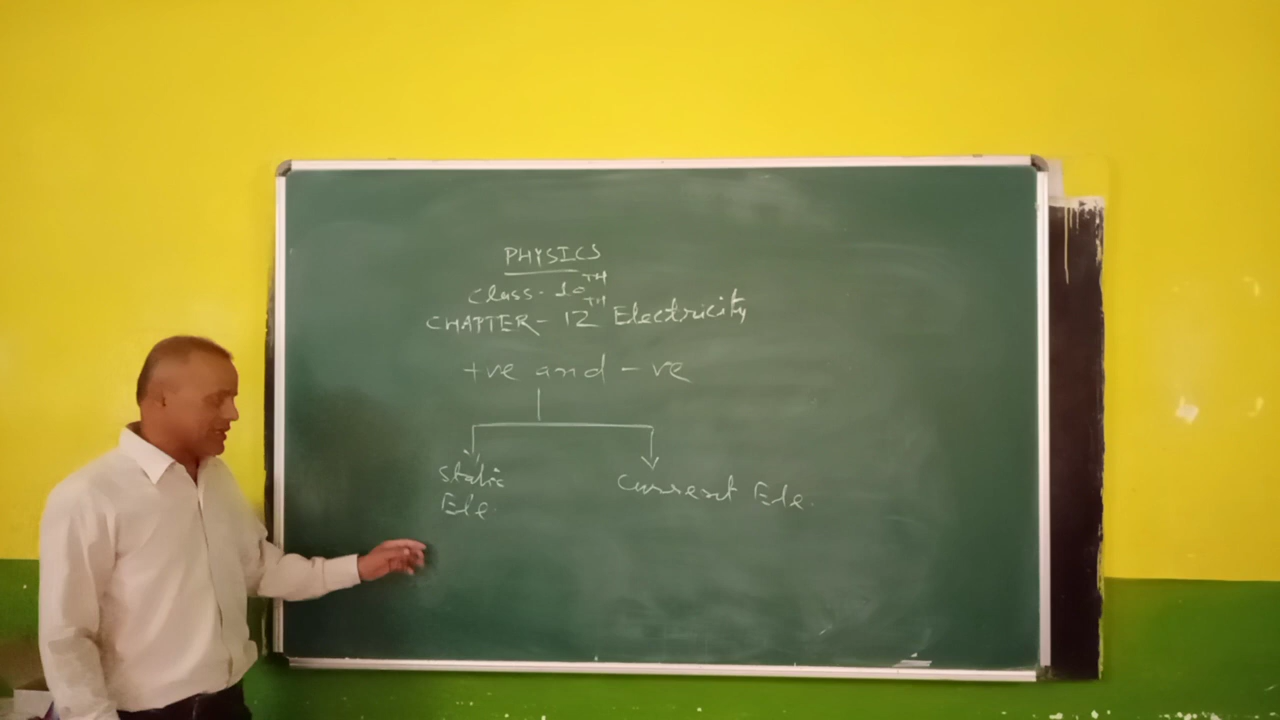 PHYSICS
Class - 10TH
CHAPTER - 12TH Electricity
+ve and - ve
Static Current Ele.
Ele.